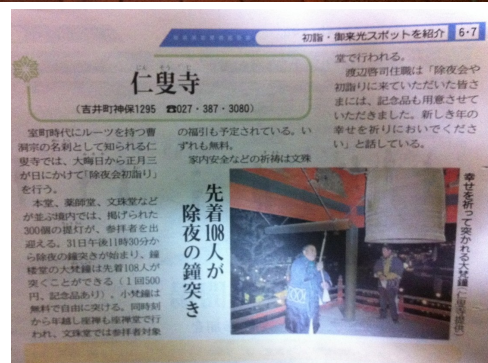 初詣・御来光スポットを紹介 6・7
仁叟寺
(吉井町神保1295 ☎027・387・3080)
室町時代にルーツを持つ曹
洞宗の名刹として知られる仁
叟寺では、大晦日から正月三
が日にかけて「除夜会初詣り」
を行う。
本堂、薬師堂、文珠堂など
が並ぶ境内では、掲げられた
300個の提灯が、参拝者を出
迎える。31日午後11時30分か
ら除夜の鐘突きが始まり、鐘
楼堂の大梵鐘は先着108人が
突くことができる(1回500
円、記念品あり)。小梵鐘は
無料で自由に突ける。同時刻
から年越し座禅も座禅堂で行
われ、文珠堂では参拝者対象
の福引も予定されている。い
ずれも無料。
家内安全などの祈祷は文殊
堂で行われる。
渡辺啓司住職は「除夜会や
初詣りに来ていただいた皆さ
まには、記念品も用意させて
いただきました。新しき年の
幸せを祈りにおいでくださ
い」と話している。
先着108人が
除夜の鐘突き
幸せを祈って突かれる大梵鐘(仁叟寺提供)